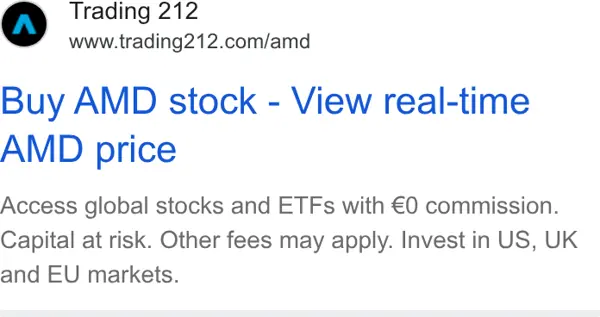 Trading 212
www.trading212.com/amd
Buy AMD stock - View real-time
AMD price
Access global stocks and ETFs with €0 commission.
Capital at risk. Other fees may apply. Invest in US, UK
and EU markets.